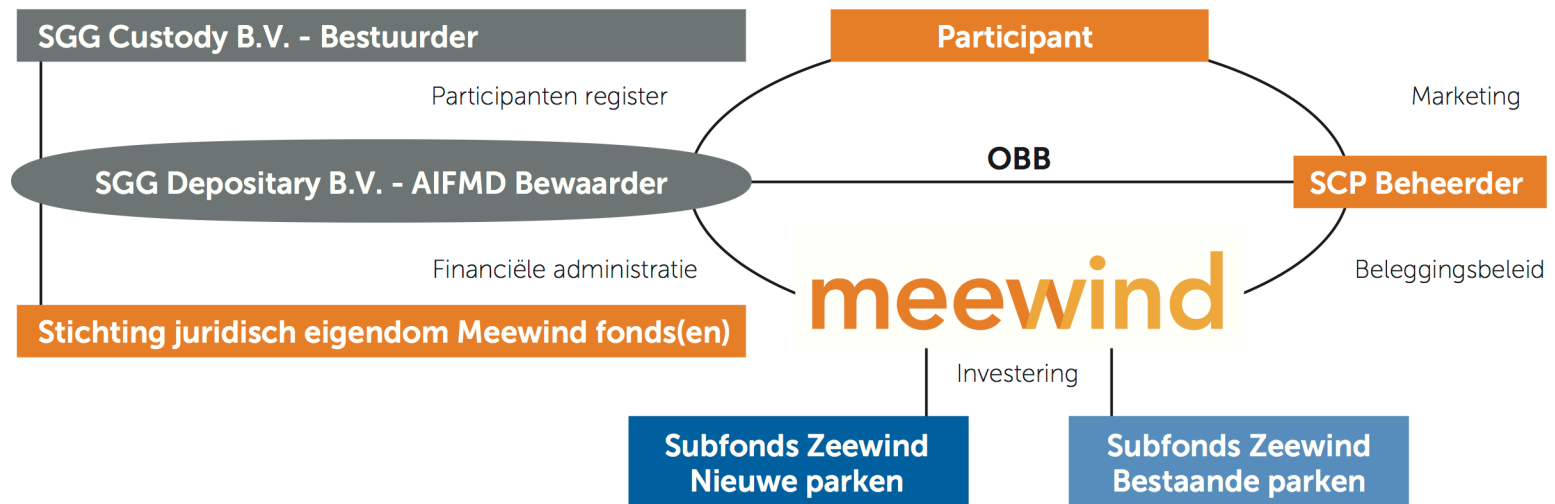 SGG Custody B.V. - Bestuurder
Participant
Participanten register
Marketing
OBB
SGG Depositary B.V. - AIFMD Bewaarder
SCP Beheerder
Financiële administratie
meewind
Beleggingsbeleid
Stichting juridisch eigendom Meewind fonds(en)
Investering
Subfonds Zeewind
Nieuwe parken
Subfonds Zeewind
Bestaande parken